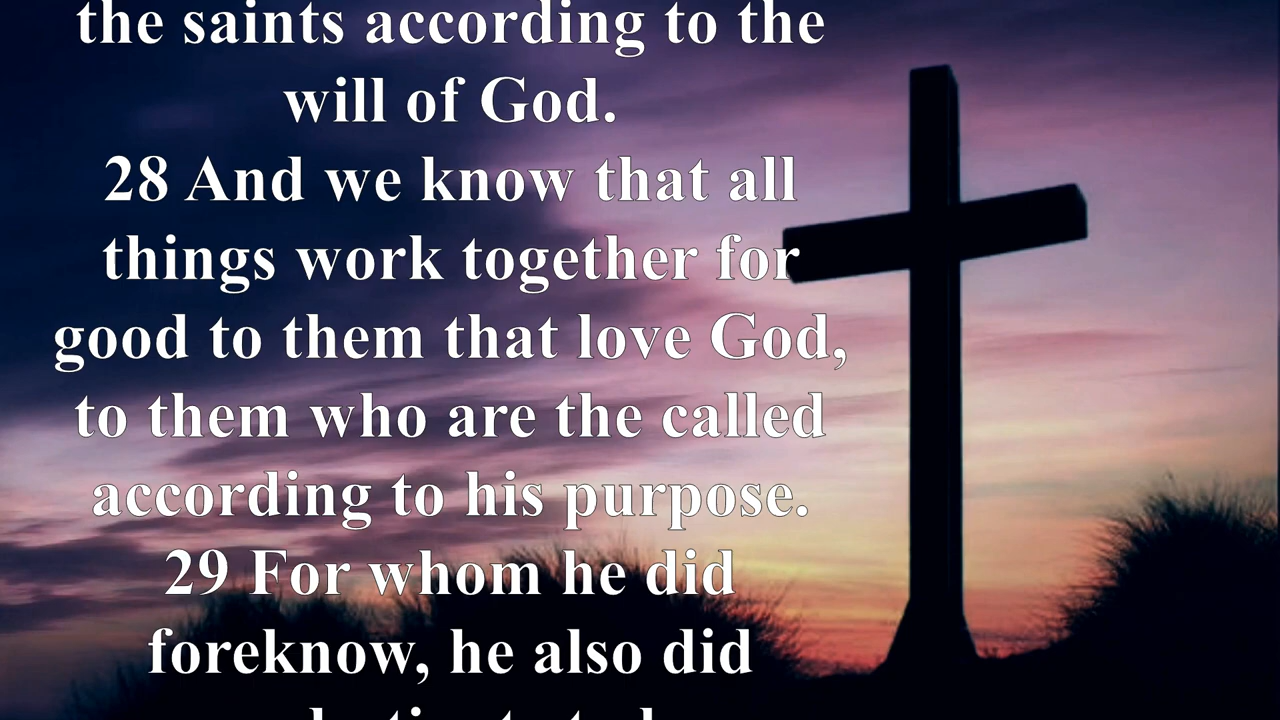 the saints according to the
will of God.
28 And we know that all
things work together for
good to them that love God,
to them who are the called
according to his purpose.
29 For whom he did
foreknow, he also did